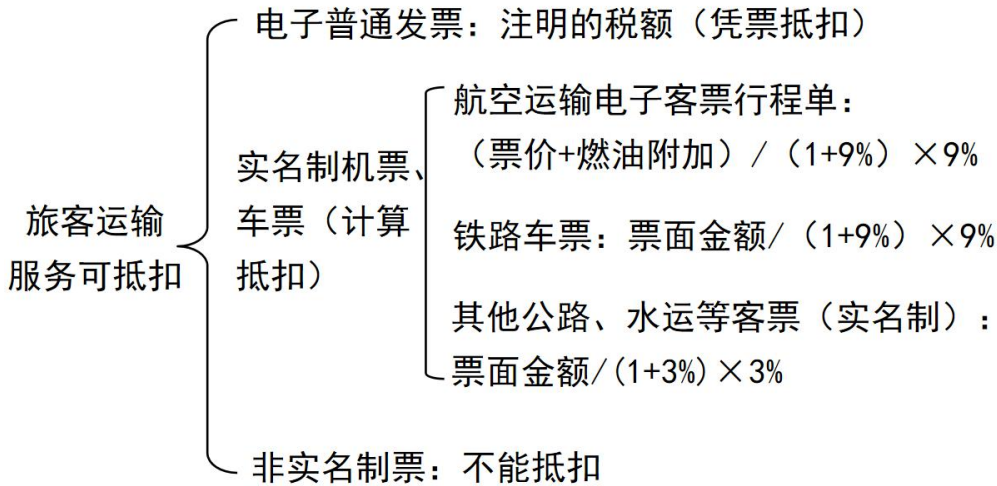 旅客运输
服务可抵扣
电子普通发票：注明的税额（凭票抵扣）
实名制机票、
车票（计算
抵扣）
航空运输电子客票行程单：
（票价+燃油附加）/（1+9%）×9%
铁路车票：票面金额/（1+9%）×9%
其他公路、水运等客票（实名制）：
票面金额/(1+3%)×3%
非实名制票：不能抵扣